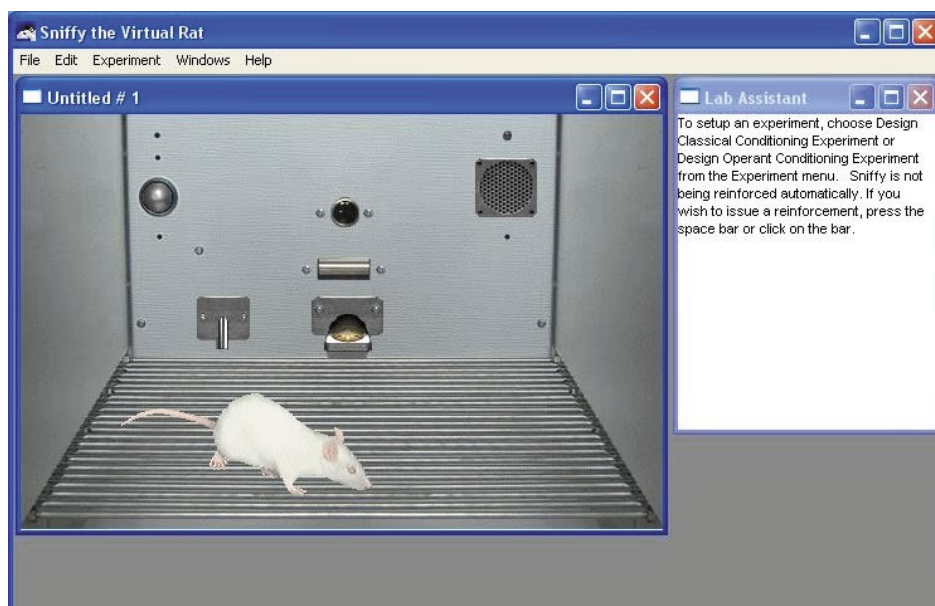 Sniffy the Virtual Rat
File Edit Experiment Windows Help
Untitled # 1
Lab Assistant
To setup an experiment, choose Design
Classical Conditioning Experiment or
Design Operant Conditioning Experiment
from the Experiment menu. Sniffy is not
being reinforced automatically. If you
wish to issue a reinforcement, press the
space bar or click on the bar.